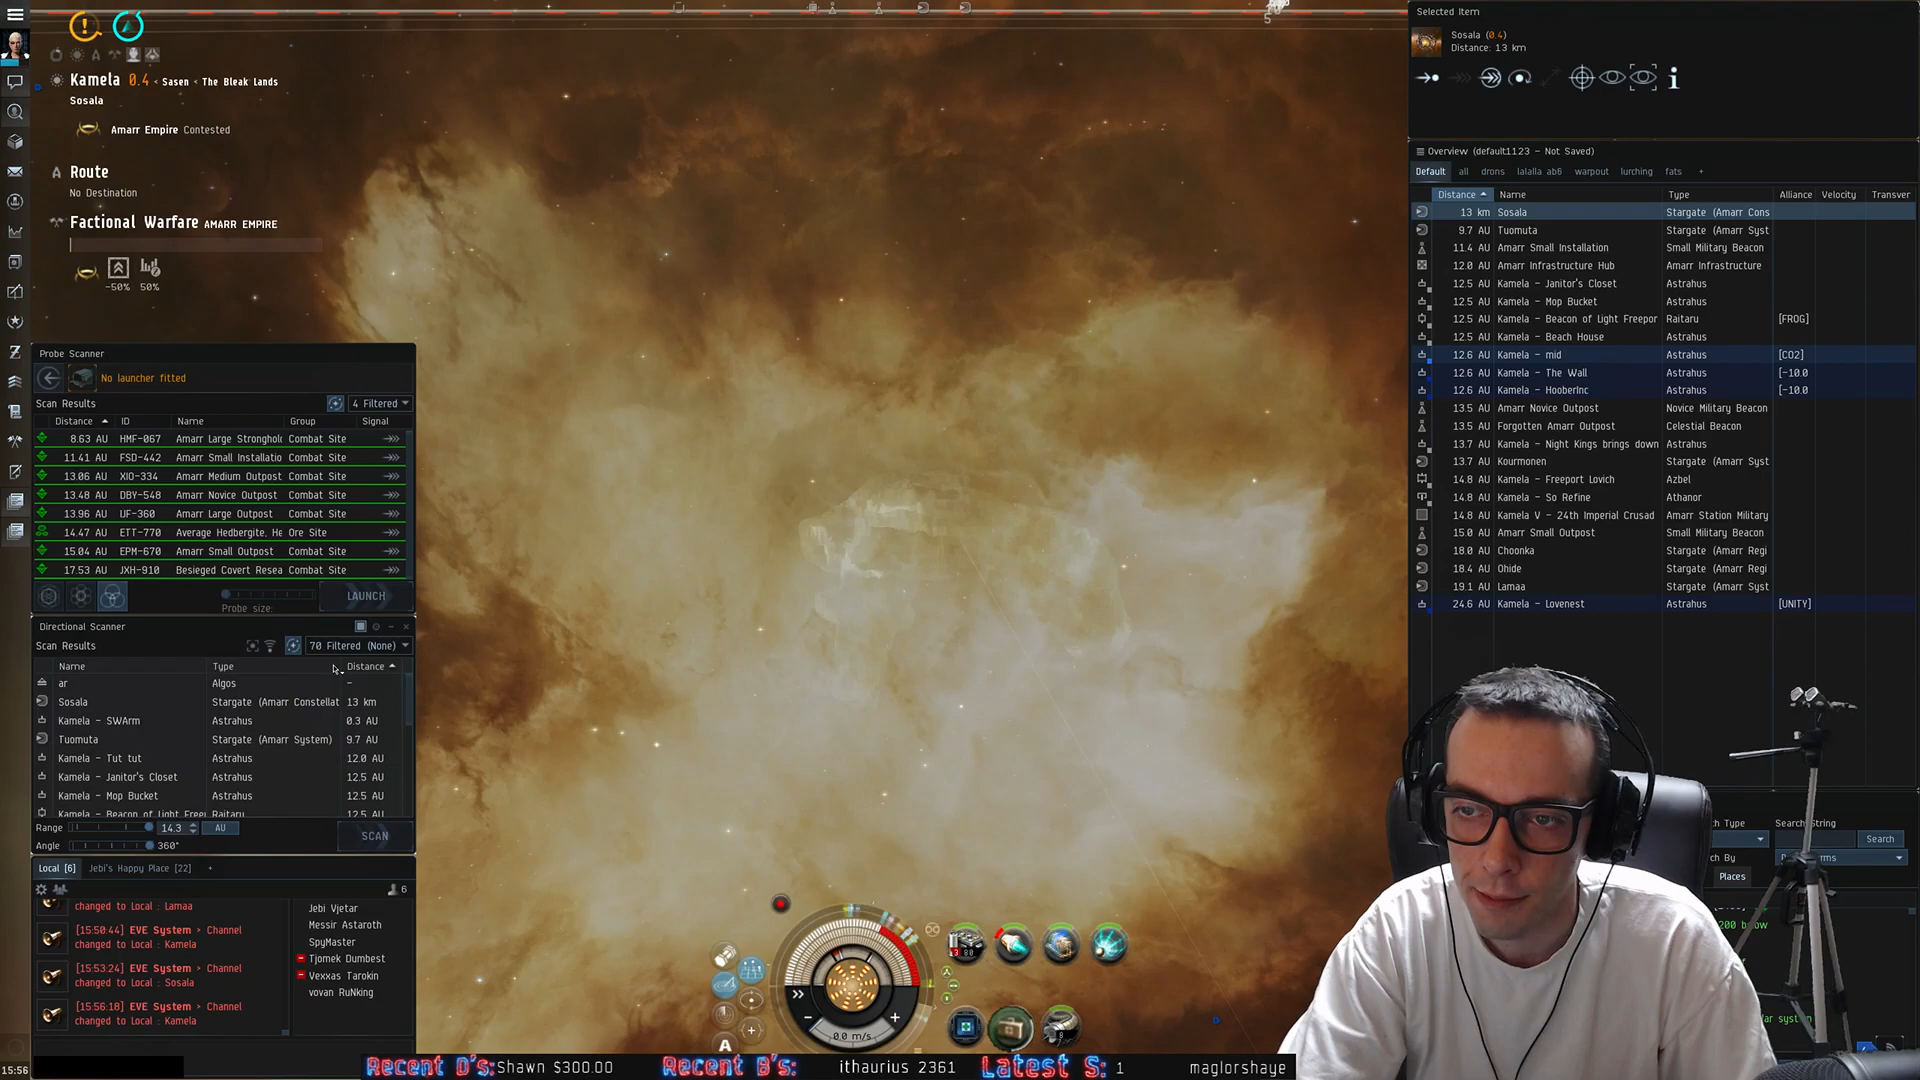 Kamela 0.4 < Sasen < The Bleak Lands
Sosala
Amarr Empire Contested
Route
No Destination
Factional Warfare AMARR EMPIRE
-50% 50%
Probe Scanner
No launcher fitted
Scan Results 4 Filtered
Distance ID Name Group Signal
8.63 AU HMF-067 Amarr Large Stronghol Combat Site
11.41 AU FSD-442 Amarr Small Installatio Combat Site
13.06 AU XIO-334 Amarr Medium Outpost Combat Site
13.48 AU DBY-548 Amarr Novice Outpost Combat Site
13.96 AU IJF-360 Amarr Large Outpost Combat Site
14.47 AU ETT-770 Average Hedbergite, He Ore Site
15.04 AU EPM-670 Amarr Small Outpost Combat Site
17.53 AU JXH-910 Besieged Covert Resea Combat Site
Probe size:
LAUNCH
Directional Scanner
Scan Results 70 Filtered (None)
Name Type Distance
ar Algos –
Sosala Stargate (Amarr Constellat 13 km
Kamela - SWArm Astrahus 0.3 AU
Tuomuta Stargate (Amarr System) 9.7 AU
Kamela - Tut tut Astrahus 12.0 AU
Kamela - Janitor's Closet Astrahus 12.5 AU
Kamela - Mop Bucket Astrahus 12.5 AU
Kamela - Beacon of Light Free Raitaru 12.5 AU
Range 14.3 AU
Angle 360°
SCAN
Local [6] Jebi's Happy Place [22] +
6
changed to Local : Lamaa
[15:50:44] EVE System > Channel
changed to Local : Kamela
[15:53:24] EVE System > Channel
changed to Local : Sosala
[15:56:18] EVE System > Channel
changed to Local : Kamela
Jebi Vjetar
Messir Astaroth
SpyMaster
Tjomek Dumbest
Vexxas Tarokin
vovan RuNking
15:56
0.0 m/s
80
A
Recent D's: Shawn $300.00 Recent B's: ithaurius 2361 Latest S: 1 maglorshaye
Selected Item
Sosala (0.4)
Distance: 13 km
Overview (default1123 - Not Saved)
Default all drons lalalla ab6 warpout lurching fats +
Distance Name Type Alliance Velocity Transver
13 km Sosala Stargate (Amarr Cons
9.7 AU Tuomuta Stargate (Amarr Syst
11.4 AU Amarr Small Installation Small Military Beacon
12.0 AU Amarr Infrastructure Hub Amarr Infrastructure
12.5 AU Kamela - Janitor's Closet Astrahus
12.5 AU Kamela - Mop Bucket Astrahus
12.5 AU Kamela - Beacon of Light Freepor Raitaru [FROG]
12.5 AU Kamela - Beach House Astrahus
12.6 AU Kamela - mid Astrahus [CO2]
12.6 AU Kamela - The Wall Astrahus [-10.0
12.6 AU Kamela - HooberInc Astrahus [-10.0
13.5 AU Amarr Novice Outpost Novice Military Beacon
13.5 AU Forgotten Amarr Outpost Celestial Beacon
13.7 AU Kamela - Night Kings brings down Astrahus
13.7 AU Kourmonen Stargate (Amarr Syst
14.8 AU Kamela - Freeport Lovich Azbel
14.8 AU Kamela - So Refine Athanor
14.8 AU Kamela V - 24th Imperial Crusad Amarr Station Military
15.0 AU Amarr Small Outpost Small Military Beacon
18.0 AU Choonka Stargate (Amarr Regi
18.4 AU Ohide Stargate (Amarr Regi
19.1 AU Lamaa Stargate (Amarr Syst
24.6 AU Kamela - Lovenest Astrahus [UNITY]
Search
Places